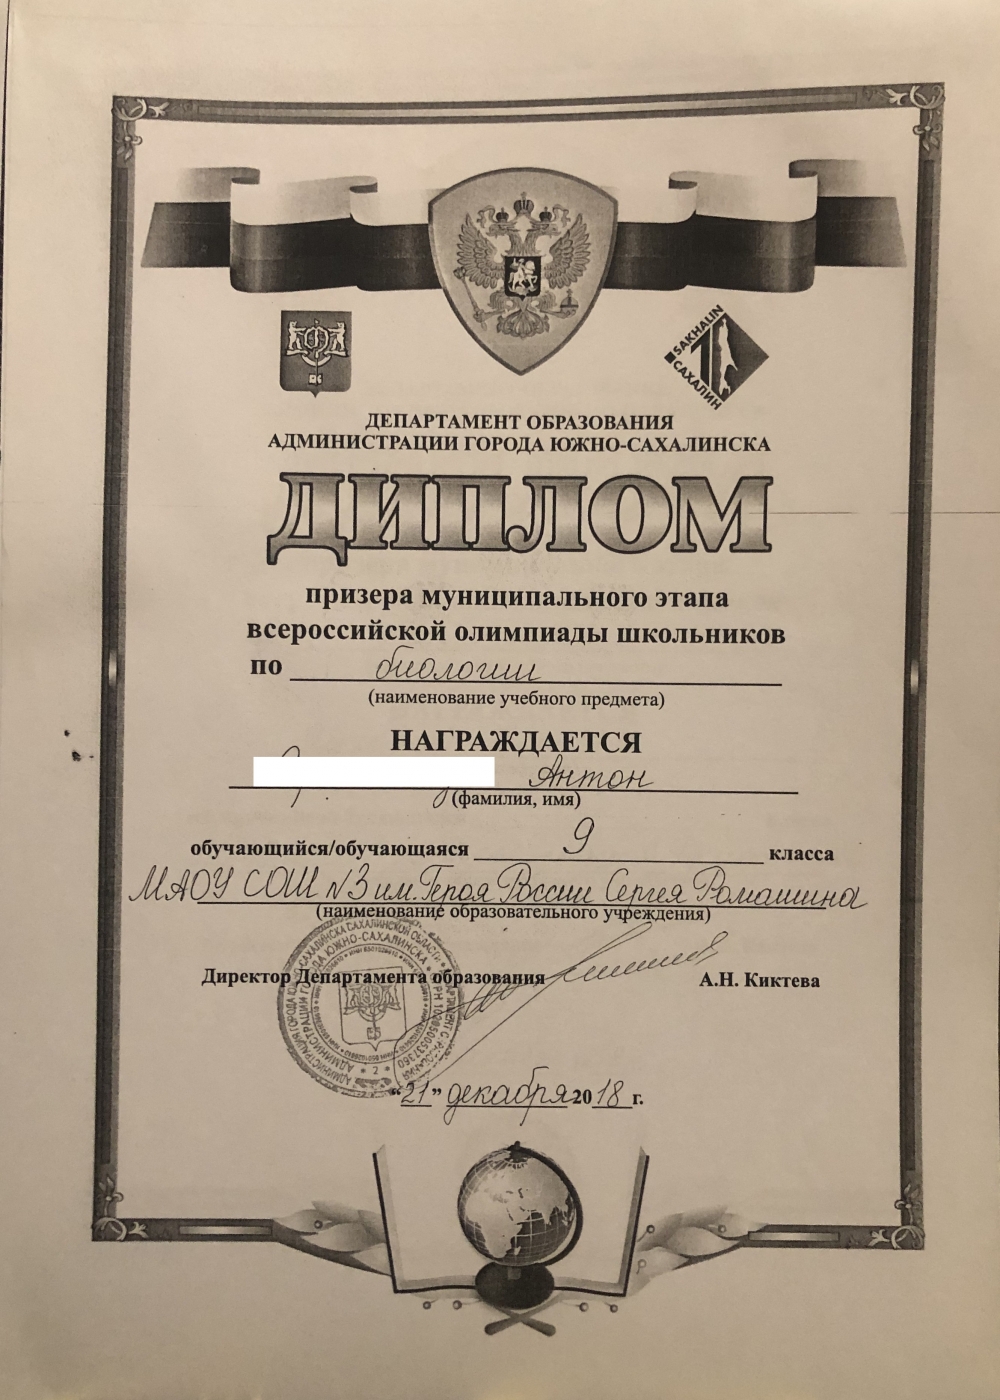 SAKHALIN
САХАЛИН
ДЕПАРТАМЕНТ ОБРАЗОВАНИЯ
АДМИНИСТРАЦИИ ГОРОДА ЮЖНО-САХАЛИНСКА
ДИПЛОМ
призера муниципального этапа
всероссийской олимпиады школьников
по биологии
(наименование учебного предмета)
НАГРАЖДАЕТСЯ
Антон
(фамилия, имя)
обучающийся/обучающаяся 9 класса
МАОУ СОШ №3 им. Героя России Сергея Ромашина
(наименование образовательного учреждения)
Директор Департамента образования А.Н. Киктева
"21" декабря 2018 г.